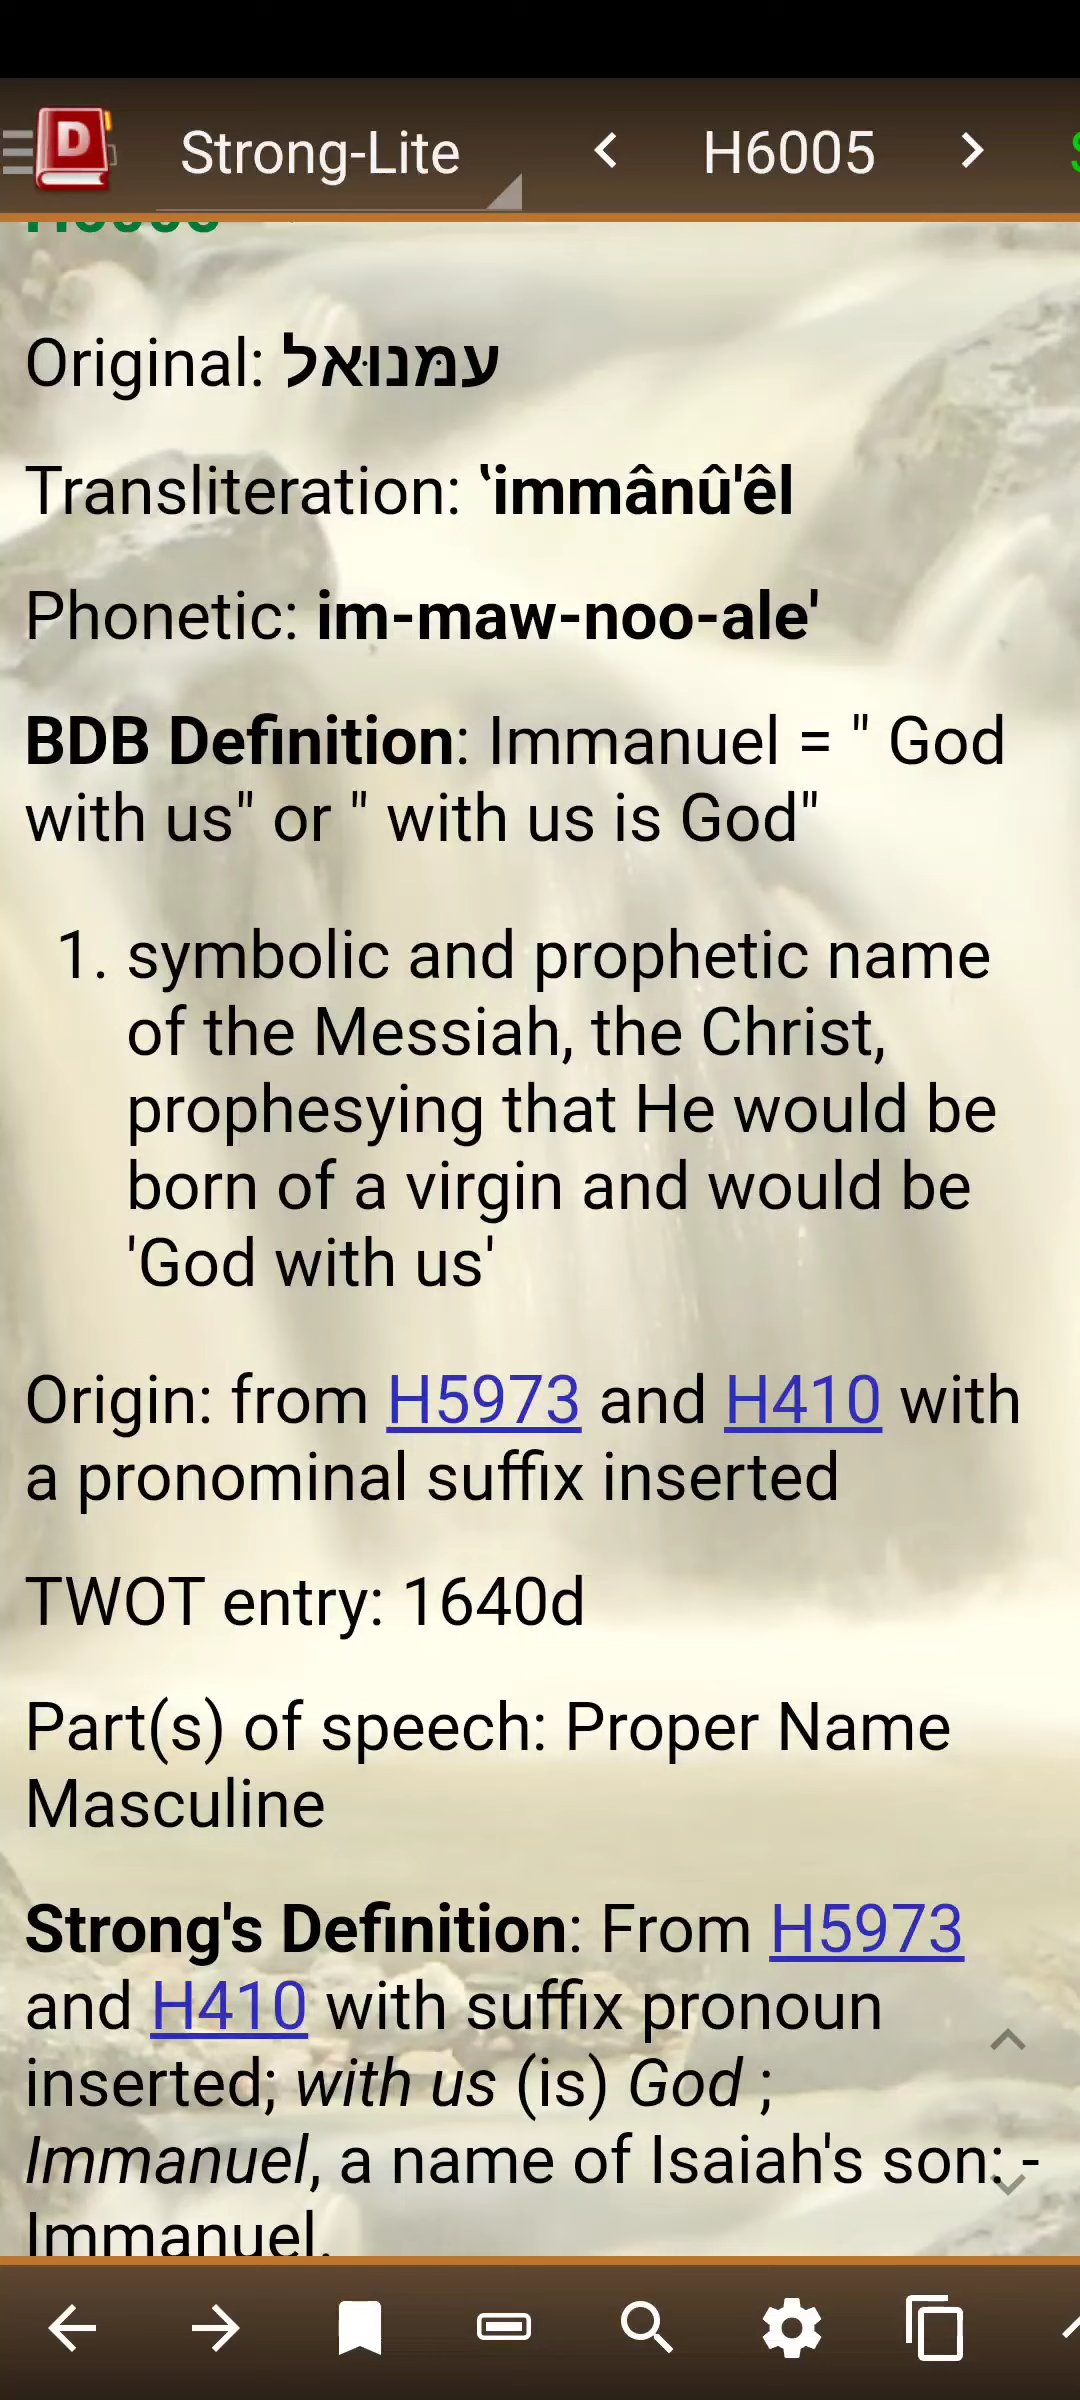 D
Strong-Lite < H6005 >
Original: עמּנוּאל
Transliteration: ‛immânû'êl
Phonetic: im-maw-noo-ale'
BDB Definition: Immanuel = " God
with us" or " with us is God"
1. symbolic and prophetic name
of the Messiah, the Christ,
prophesying that He would be
born of a virgin and would be
'God with us'
Origin: from H5973 and H410 with
a pronominal suffix inserted
TWOT entry: 1640d
Part(s) of speech: Proper Name
Masculine
Strong's Definition: From H5973
and H410 with suffix pronoun
inserted; with us (is) God ;
Immanuel, a name of Isaiah's son: -
Immanuel.